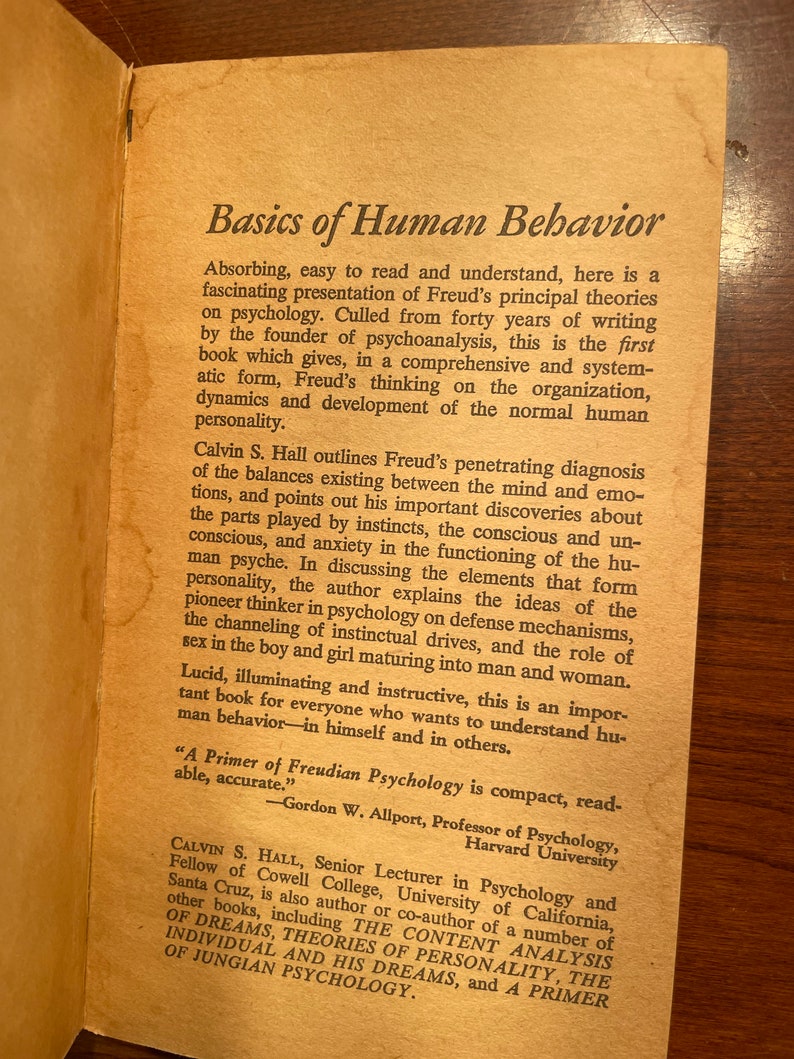 Basics of Human Behavior
Absorbing, easy to read and understand, here is a
fascinating presentation of Freud's principal theories
on psychology. Culled from forty years of writing
by the founder of psychoanalysis, this is the first
book which gives, in a comprehensive and system-
atic form, Freud's thinking on the organization,
dynamics and development of the normal human
personality.
Calvin S. Hall outlines Freud's penetrating diagnosis
of the balances existing between the mind and emo-
tions, and points out his important discoveries about
the parts played by instincts, the conscious and un-
conscious, and anxiety in the functioning of the hu-
man psyche. In discussing the elements that form
personality, the author explains the ideas of the
pioneer thinker in psychology on defense mechanisms,
the channeling of instinctual drives, and the role of
sex in the boy and girl maturing into man and woman.
Lucid, illuminating and instructive, this is an impor-
tant book for everyone who wants to understand hu-
man behavior—in himself and in others.
"A Primer of Freudian Psychology is compact, read-
able, accurate."
—Gordon W. Allport, Professor of Psychology,
Harvard University
CALVIN S. HALL, Senior Lecturer in Psychology and
Fellow of Cowell College, University of California,
Santa Cruz, is also author or co-author of a number of
other books, including THE CONTENT ANALYSIS
OF DREAMS, THEORIES OF PERSONALITY, THE
INDIVIDUAL AND HIS DREAMS, and A PRIMER
OF JUNGIAN PSYCHOLOGY.